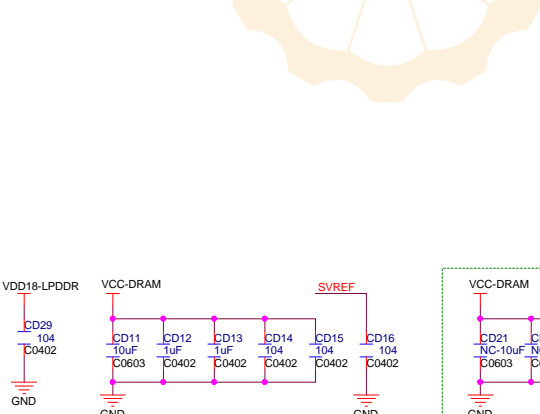 VDD18-LPDDR
VCC-DRAM
SVREF
VCC-DRAM
CD29
104
C0402
GND
CD11
10uF
C0603
CD12
1uF
C0402
CD13
1uF
C0402
CD14
104
C0402
CD15
104
C0402
CD16
104
C0402
CD21
NC-10uF
C0603
GND
GND
GND